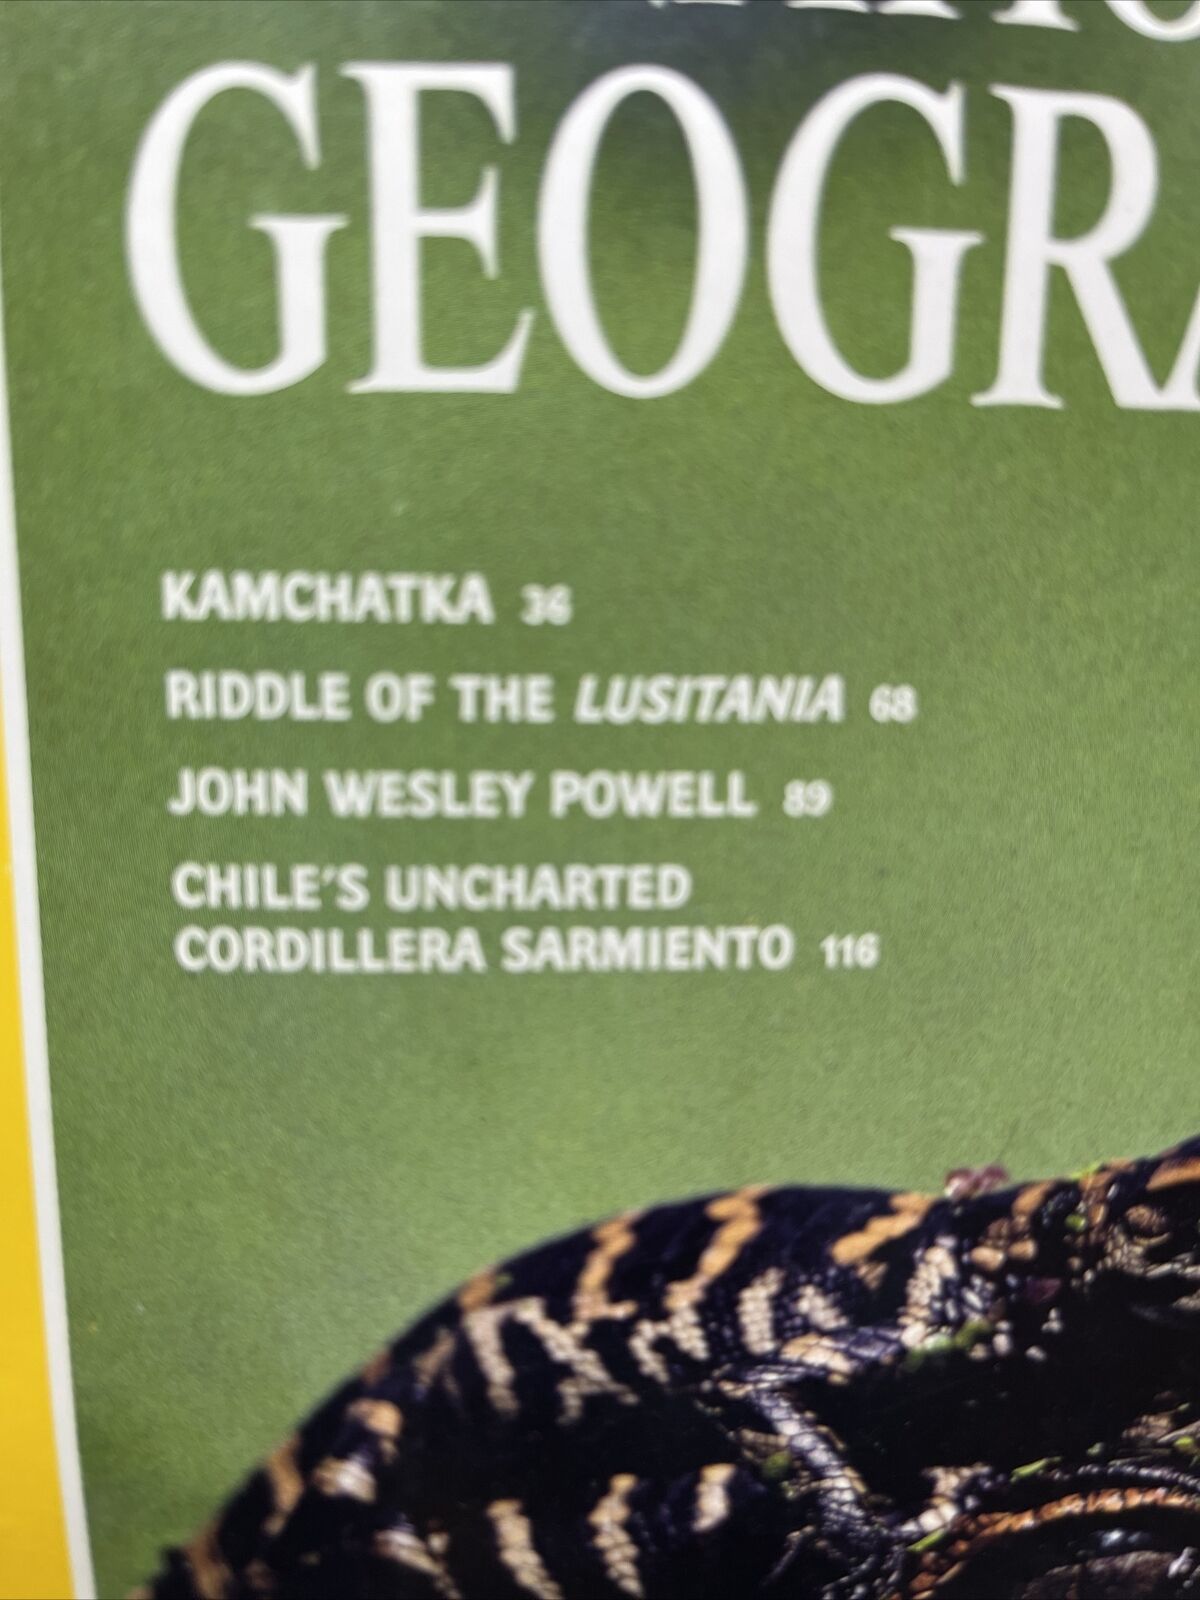 GEOGRA
KAMCHATKA 36
RIDDLE OF THE LUSITANIA 68
JOHN WESLEY POWELL 89
CHILE'S UNCHARTED
CORDILLERA SARMIENTO 116